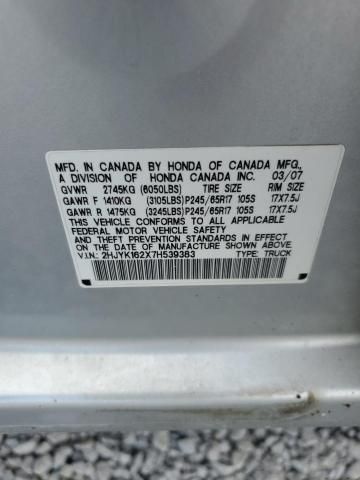 MFD. IN CANADA BY HONDA OF CANADA MFG.,
A DIVISION OF HONDA CANADA INC. 03/07
GVWR 2745KG (6050LBS) TIRE SIZE RIM SIZE
GAWR F 1410KG (3105LBS) P245/65R17 105S 17X7.5J
GAWR R 1475KG (3245LBS) P245/65R17 105S 17X7.5J
THIS VEHICLE CONFORMS TO ALL APPLICABLE
FEDERAL MOTOR VEHICLE SAFETY AND
THEFT PREVENTION STANDARDS IN EFFECT ON THE
DATE OF MANUFACTURE SHOWN ABOVE.
V.I.N.: 2HJYK162X7H539383 TYPE: TRUCK